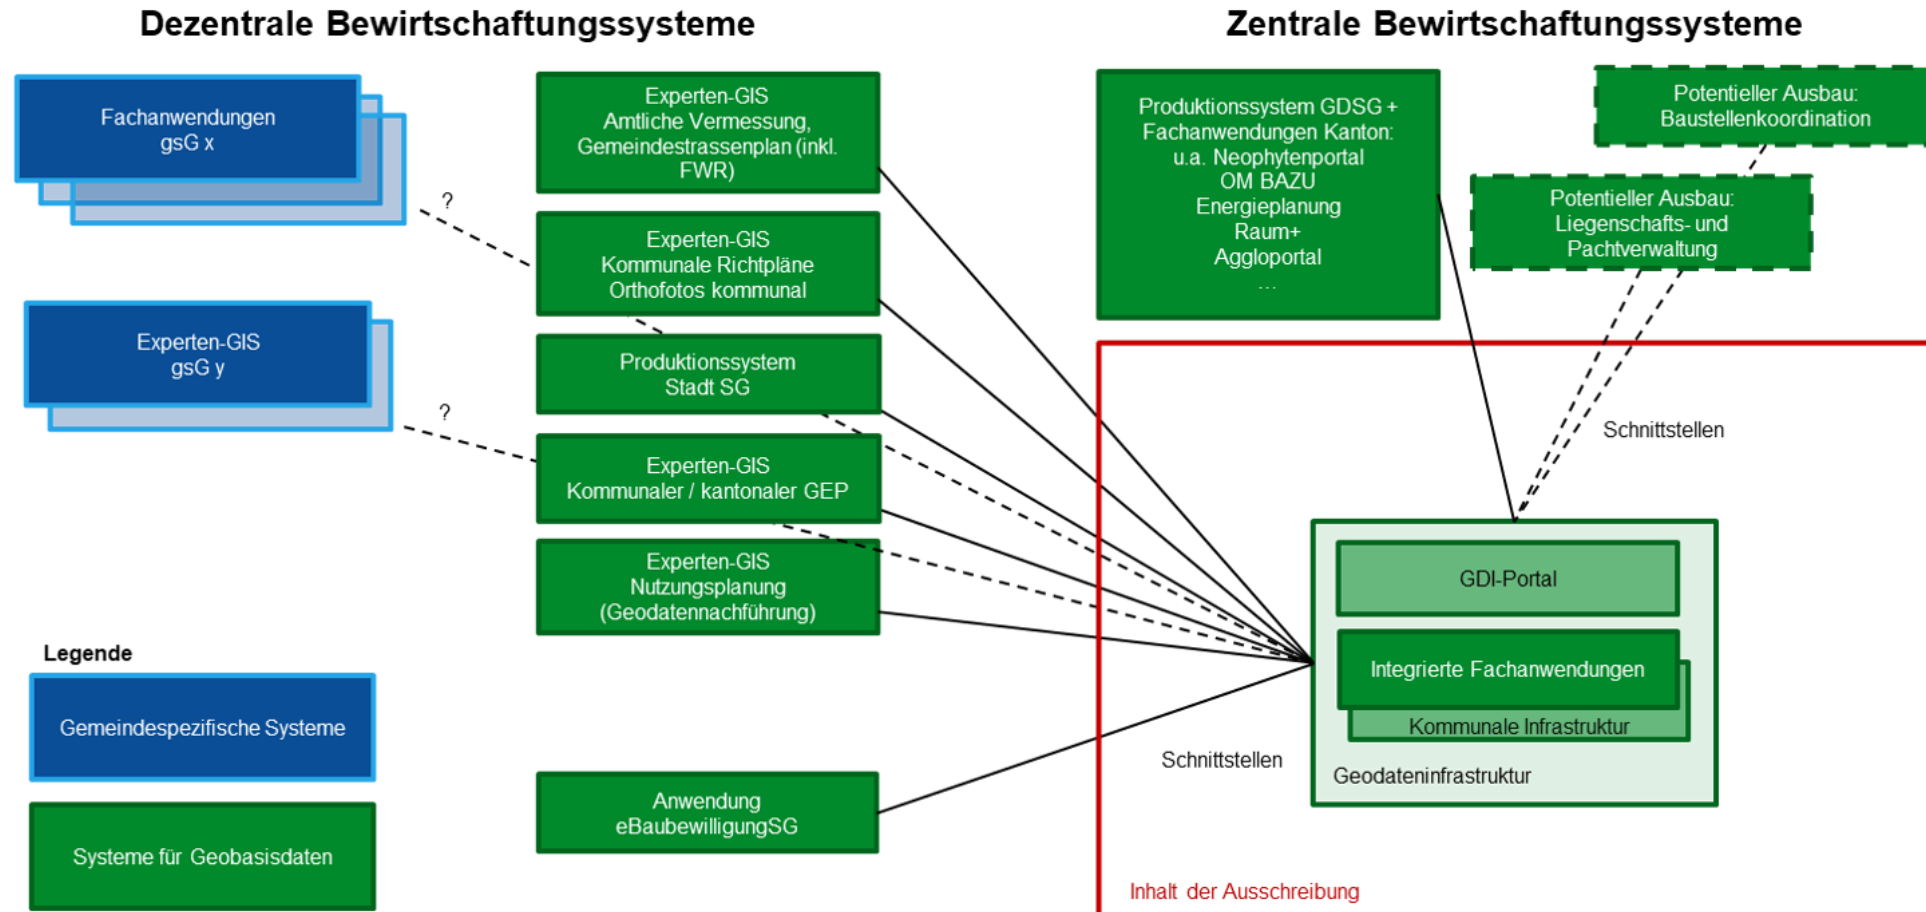 Dezentrale Bewirtschaftungssysteme
Zentrale Bewirtschaftungssysteme
Fachanwendungen
gsG x
?
Experten-GIS
gsG y
?
Experten-GIS
Amtliche Vermessung,
Gemeindestrassenplan (inkl.
FWR)
Experten-GIS
Kommunale Richtpläne
Orthofotos kommunal
Produktionssystem
Stadt SG
Experten-GIS
Kommunaler / kantonaler GEP
Experten-GIS
Nutzungsplanung
(Geodatennachführung)
Anwendung
eBaubewilligungSG
Produktionssystem GDSG +
Fachanwendungen Kanton:
u.a. Neophytenportal
OM BAZU
Energieplanung
Raum+
Aggloportal
...
Potentieller Ausbau:
Baustellenkoordination
Potentieller Ausbau:
Liegenschafts- und
Pachtverwaltung
Schnittstellen
GDI-Portal
Integrierte Fachanwendungen
Kommunale Infrastruktur
Geodateninfrastruktur
Schnittstellen
Inhalt der Ausschreibung
Legende
Gemeindespezifische Systeme
Systeme für Geobasisdaten